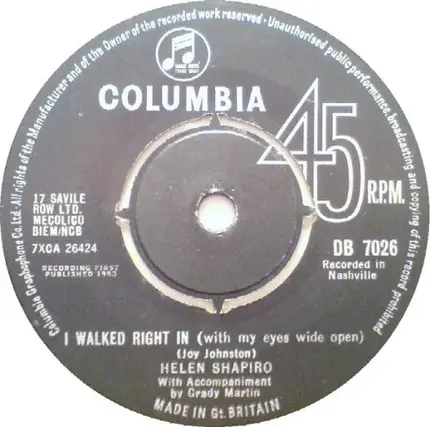 Columbia Graphophone Co. Ltd. All rights of the Manufacturer and of the Owner of the recorded work reserved - Unauthorised public performance, broadcasting and copying of this record prohibited
COLUMBIA
45
R.P.M.
17 SAVILE
ROW LTD.
MECOLICO
BIEM/NCB
7XCA 26424
RECORDING FIRST
PUBLISHED 1963
DB 7026
Recorded in
Nashville
I WALKED RIGHT IN (with my eyes wide open)
(Joy Johnston)
HELEN SHAPIRO
With Accompaniment
by Grady Martin
MADE IN Gt. BRITAIN